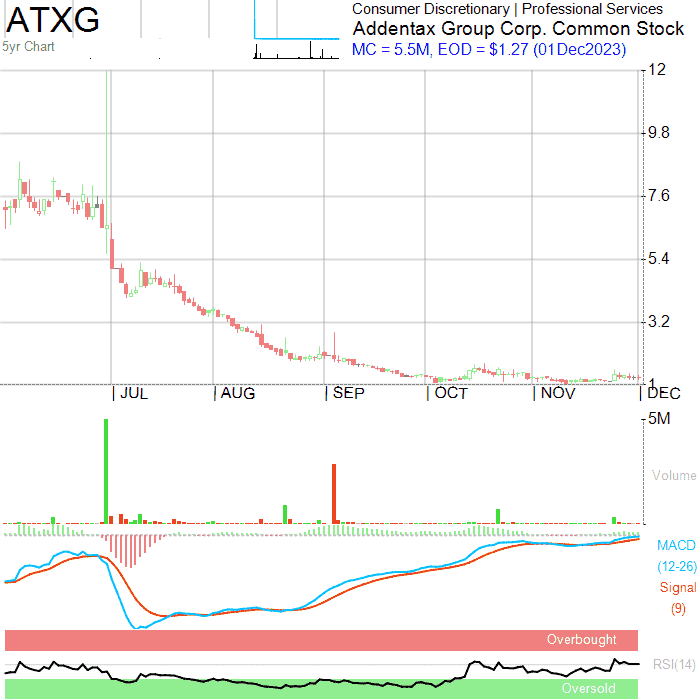 ATXG
5yr Chart
Consumer Discretionary | Professional Services
Addentax Group Corp. Common Stock
MC = 5.5M, EOD = $1.27 (01Dec2023)
12
9.8
7.6
5.4
3.2
1
JUL AUG SEP OCT NOV DEC
5M
Volume
MACD
(12-26)
Signal
(9)
Overbought
RSI(14)
Oversold